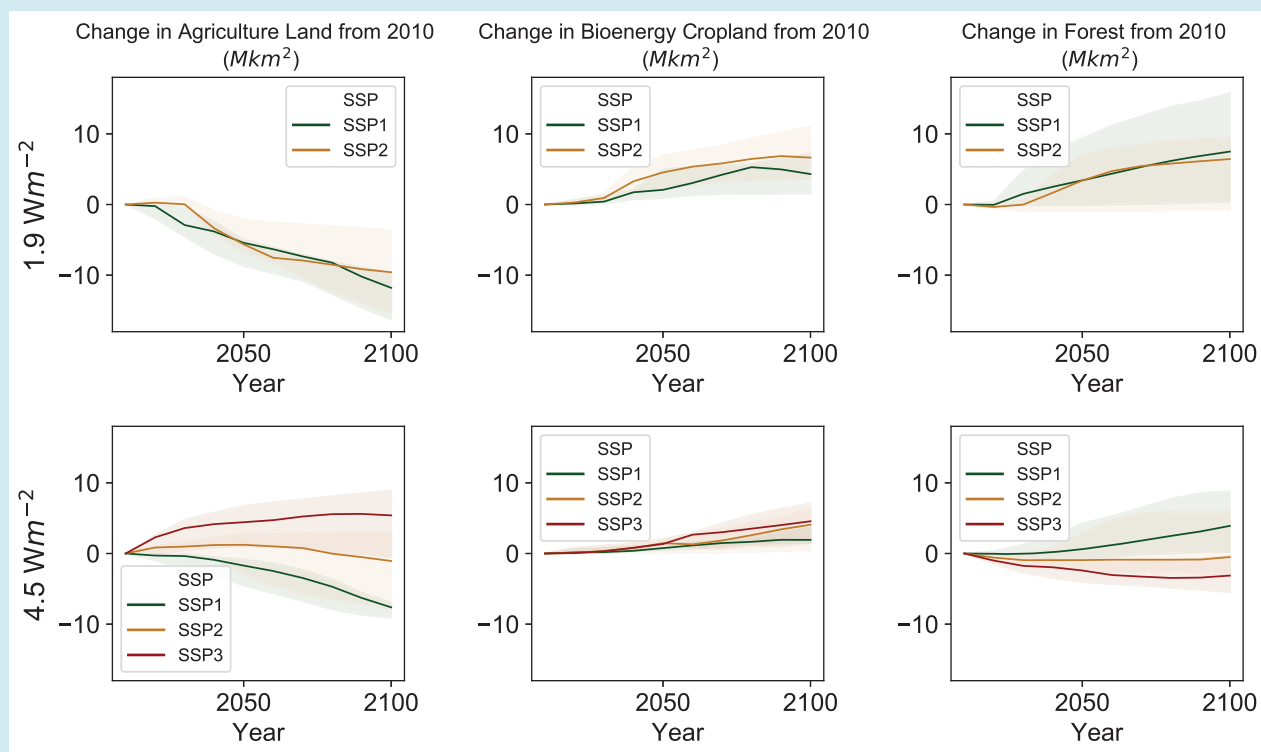 Change in Agriculture Land from 2010
(Mkm²)
Change in Bioenergy Cropland from 2010
(Mkm²)
Change in Forest from 2010
(Mkm²)
1.9 Wm⁻²
10
0
−10
SSP
SSP1
SSP2
2050
2100
Year
10
0
−10
SSP
SSP1
SSP2
2050
2100
Year
10
0
−10
SSP
SSP1
SSP2
2050
2100
Year
4.5 Wm⁻²
10
0
−10
SSP
SSP1
SSP2
SSP3
2050
2100
Year
10
0
−10
SSP
SSP1
SSP2
SSP3
2050
2100
Year
10
0
−10
SSP
SSP1
SSP2
SSP3
2050
2100
Year